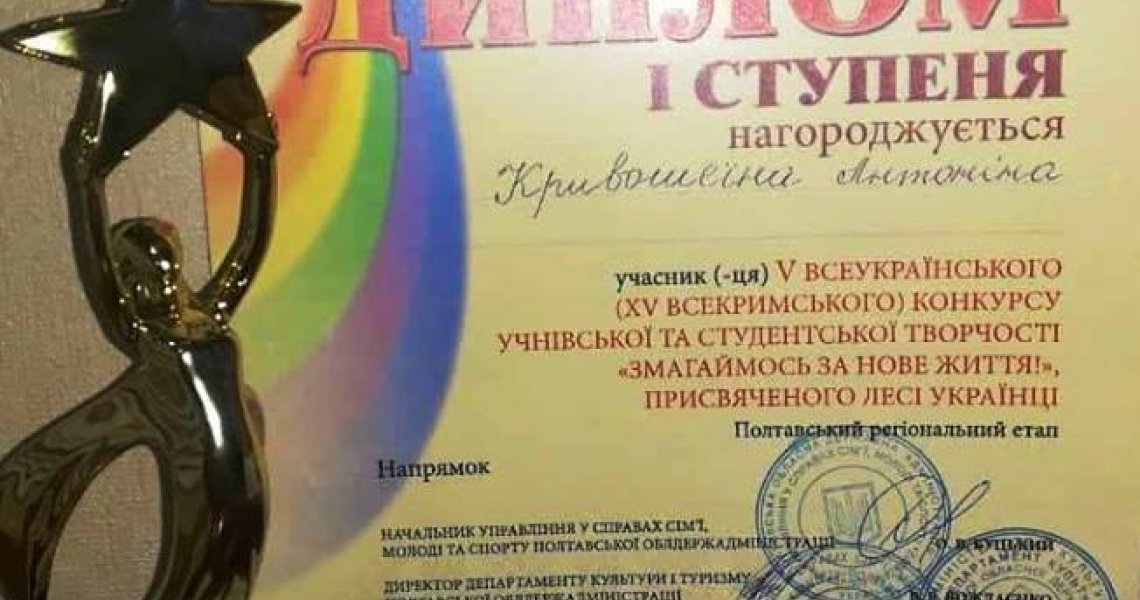 ДИПЛОМ
І СТУПЕНЯ
нагороджується
Кривошеїна Антоніна
учасник (-ця) V ВСЕУКРАЇНСЬКОГО
(XV ВСЕКРИМСЬКОГО) КОНКУРСУ
УЧНІВСЬКОЇ ТА СТУДЕНТСЬКОЇ ТВОРЧОСТІ
«ЗМАГАЙМОСЬ ЗА НОВЕ ЖИТТЯ!»,
ПРИСВЯЧЕНОГО ЛЕСІ УКРАЇНЦІ
Полтавський регіональний етап
Напрямок
НАЧАЛЬНИК УПРАВЛІННЯ У СПРАВАХ СІМ'Ї,
МОЛОДІ ТА СПОРТУ ПОЛТАВСЬКОЇ ОБЛДЕРЖАДМІНІСТРАЦІЇ
ДИРЕКТОР ДЕПАРТАМЕНТУ КУЛЬТУРИ І ТУРИЗМУ
ПОЛТАВСЬКОЇ ОБЛДЕРЖАДМІНІСТРАЦІЇ